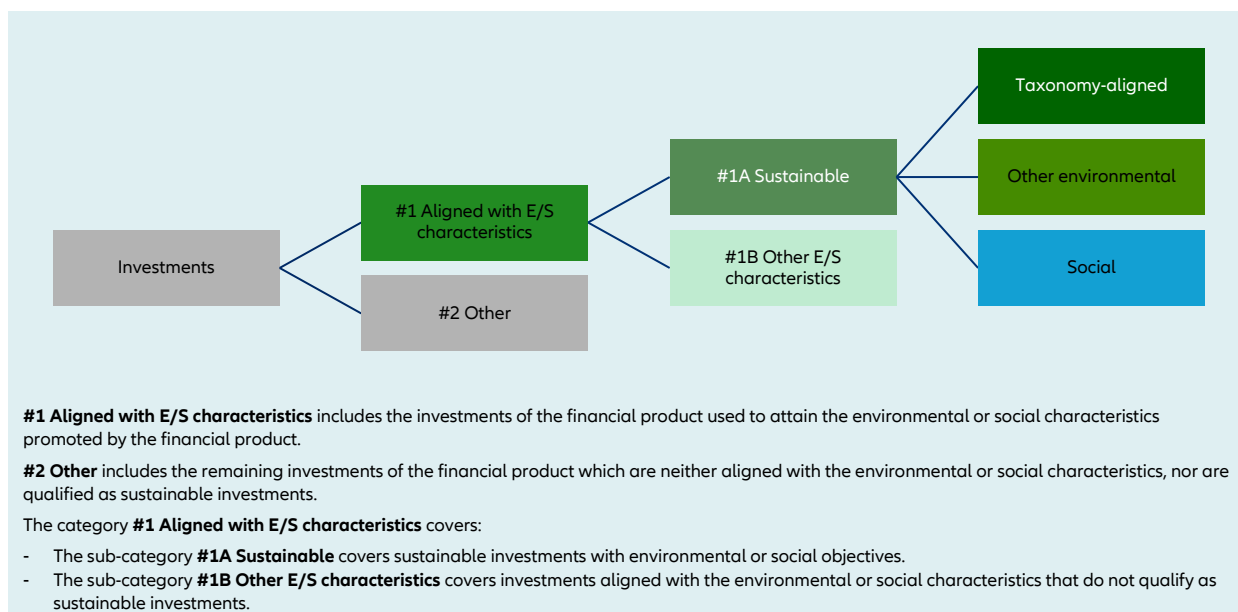 Taxonomy-aligned
#1A Sustainable
Other environmental
#1 Aligned with E/S
characteristics
#1B Other E/S
characteristics
Investments
Social
#2 Other
#1 Aligned with E/S characteristics includes the investments of the financial product used to attain the environmental or social characteristics
promoted by the financial product.
#2 Other includes the remaining investments of the financial product which are neither aligned with the environmental or social characteristics, nor are
qualified as sustainable investments.
The category #1 Aligned with E/S characteristics covers:
- The sub-category #1A Sustainable covers sustainable investments with environmental or social objectives.
- The sub-category #1B Other E/S characteristics covers investments aligned with the environmental or social characteristics that do not qualify as
sustainable investments.